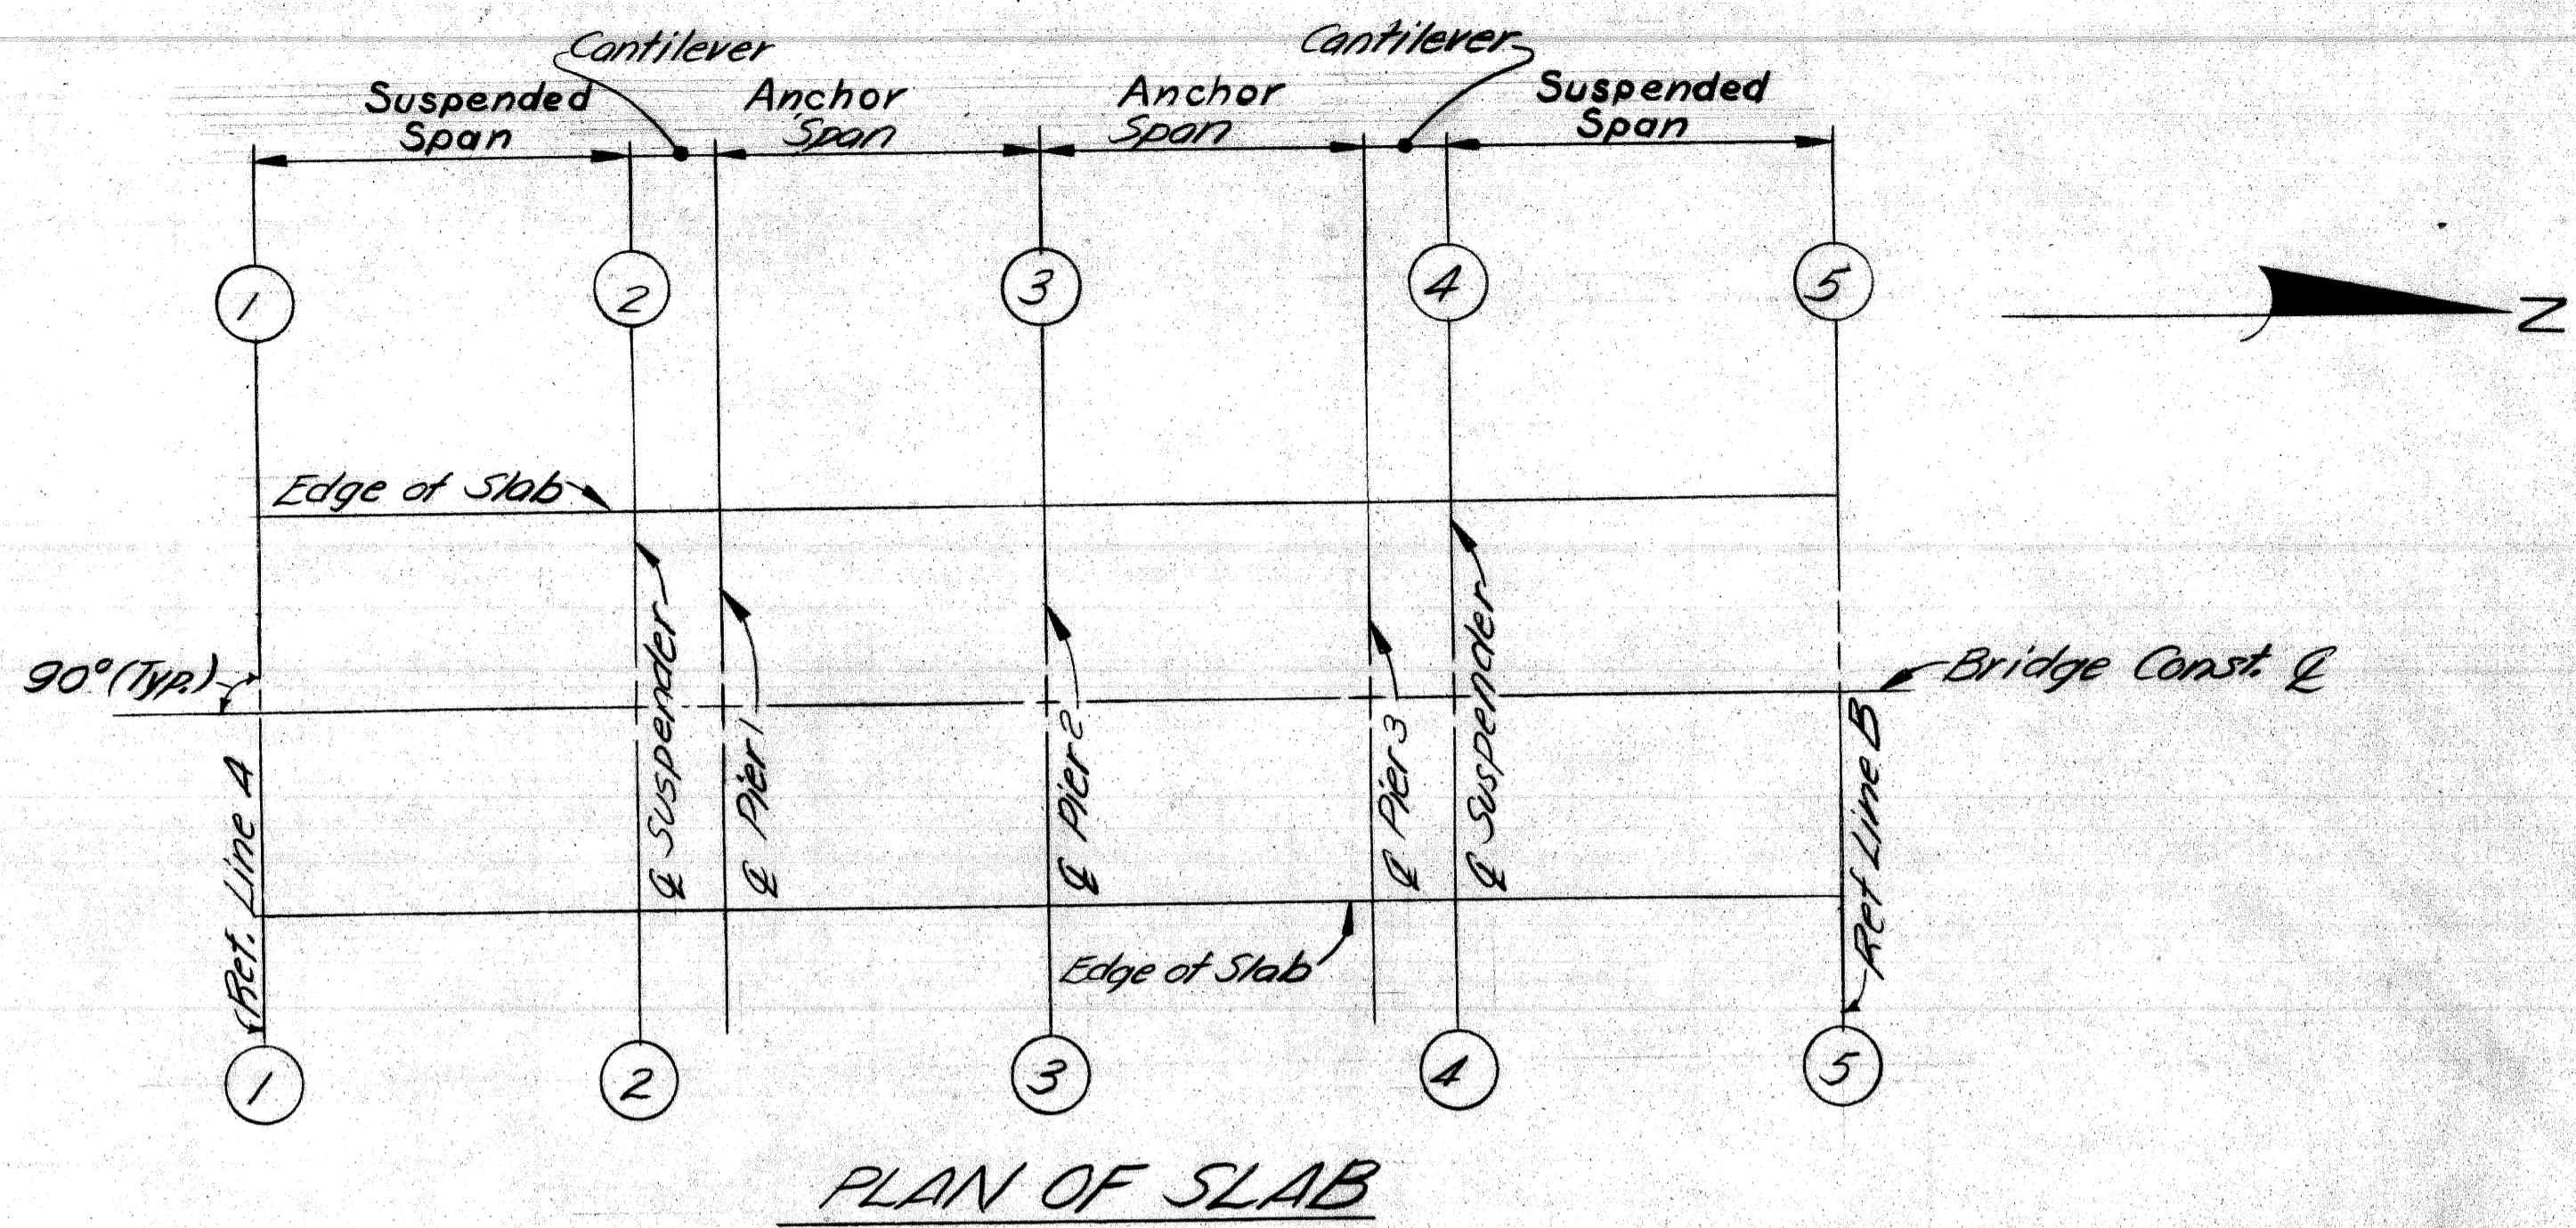 Cantilever
Cantilever
Suspended
Span
Anchor
Span
Anchor
Span
Suspended
Span
1
2
3
4
5
N
Edge of Slab
90° (Typ.)
Bridge Const. ℄
Ref. Line A
℄ Suspender
℄ Pier 1
℄ Pier 2
℄ Pier 3
℄ Suspender
Ref Line B
Edge of Slab
1
2
3
4
5
PLAN OF SLAB